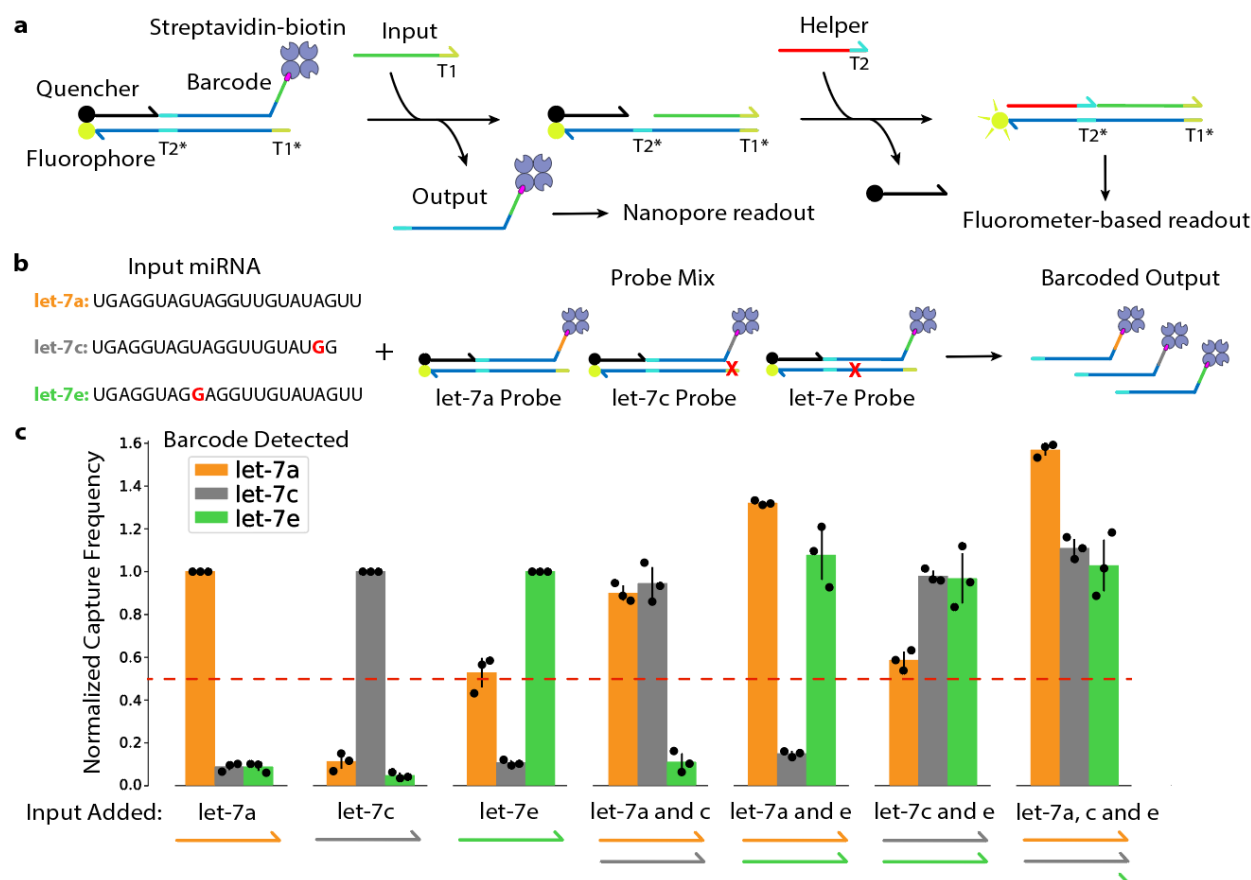 a
Streptavidin-biotin
Input
Helper
T1
T2
Quencher
Barcode
T2*
T1*
Fluorophore
T2*
T1*
T2*
T1*
Output
Nanopore readout
Fluorometer-based readout
b
Input miRNA
Probe Mix
Barcoded Output
let-7a: UGAGGUAGUAGGUUGUAUAGUU
let-7c: UGAGGUAGUAGGUUGUAUGG
+
X
X
let-7e: UGAGGUAGGAGGUUGUAUAGUU
let-7a Probe
let-7c Probe
let-7e Probe
c
Barcode Detected
let-7a
let-7c
let-7e
Normalized Capture Frequency
1.6
1.4
1.2
1.0
0.8
0.6
0.4
0.2
0.0
Input Added:
let-7a
let-7c
let-7e
let-7a and c
let-7a and e
let-7c and e
let-7a, c and e